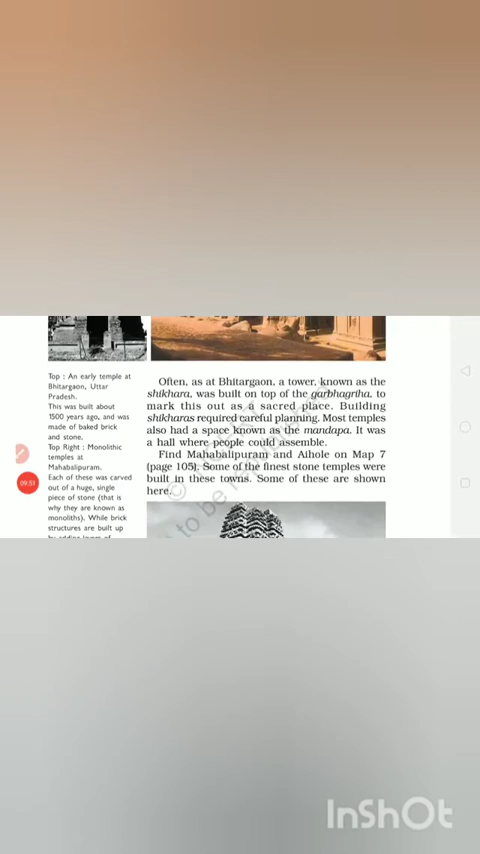 Top : An early temple at
Bhitargaon, Uttar
Pradesh.
This was built about
1500 years ago, and was
made of baked brick
and stone.
Top Right : Monolithic
temples at
Mahabalipuram.
Each of these was carved
out of a huge, single
piece of stone (that is
why they are known as
monoliths). While brick
structures are built up
by adding layers of
Often, as at Bhitargaon, a tower, known as the
shikhara, was built on top of the garbhagriha, to
mark this out as a sacred place. Building
shikharas required careful planning. Most temples
also had a space known as the mandapa. It was
a hall where people could assemble.
Find Mahabalipuram and Aihole on Map 7
(page 105). Some of the finest stone temples were
built in these towns. Some of these are shown
here.
09:51
InShOt